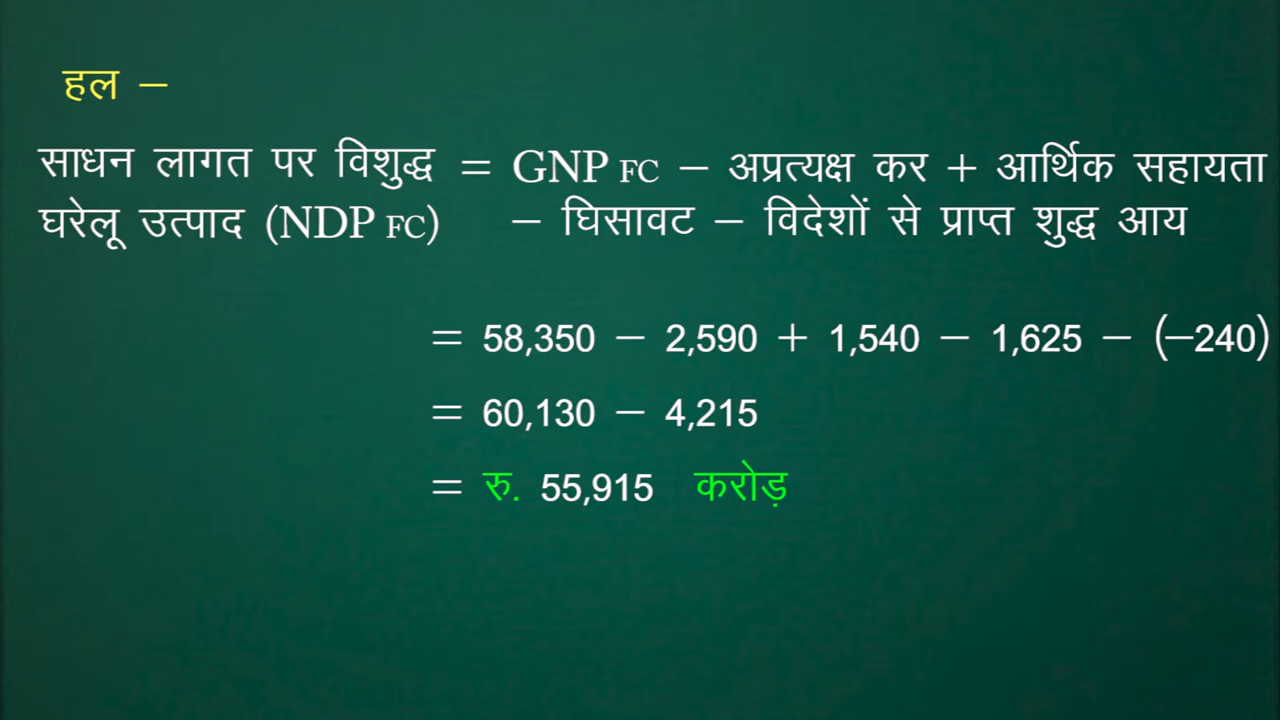 हल –
साधन लागत पर विशुद्ध = GNP FC – अप्रत्यक्ष कर + आर्थिक सहायता
घरेलू उत्पाद (NDP FC) – घिसावट – विदेशों से प्राप्त शुद्ध आय
= 58,350 – 2,590 + 1,540 – 1,625 – (–240)
= 60,130 – 4,215
= रु. 55,915 करोड़